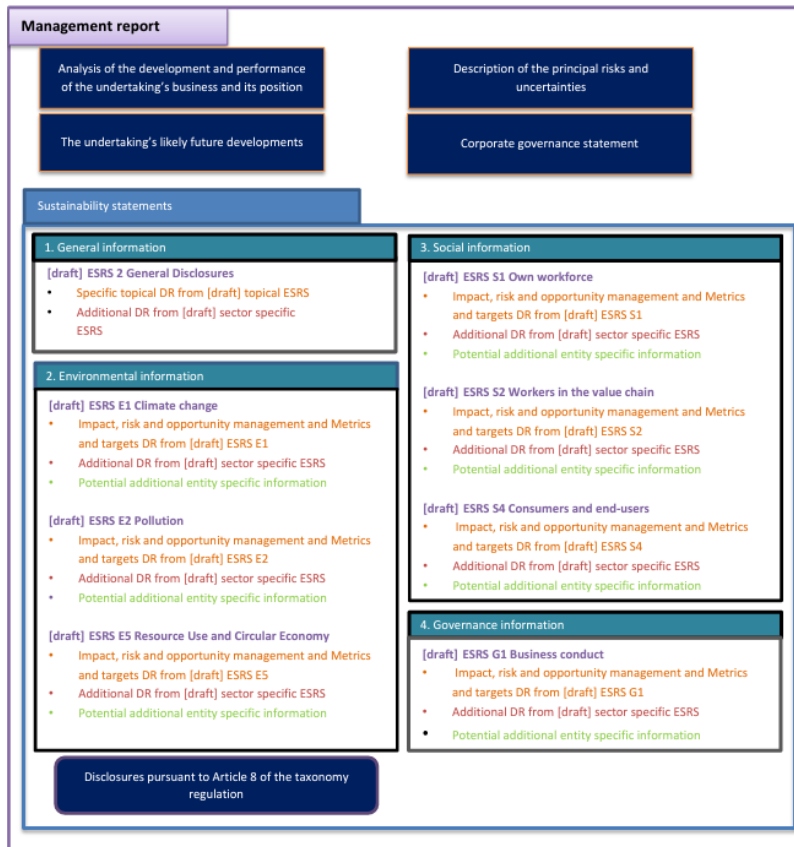 Management report
Analysis of the development and performance
of the undertaking's business and its position
Description of the principal risks and
uncertainties
The undertaking's likely future developments
Corporate governance statement
Sustainability statements
1. General information
[draft] ESRS 2 General Disclosures
• Specific topical DR from [draft] topical ESRS
• Additional DR from [draft] sector specific
ESRS
2. Environmental information
[draft] ESRS E1 Climate change
• Impact, risk and opportunity management and Metrics
and targets DR from [draft] ESRS E1
• Additional DR from [draft] sector specific ESRS
• Potential additional entity specific information
[draft] ESRS E2 Pollution
• Impact, risk and opportunity management and Metrics
and targets DR from [draft] ESRS E2
• Additional DR from [draft] sector specific ESRS
• Potential additional entity specific information
[draft] ESRS E5 Resource Use and Circular Economy
• Impact, risk and opportunity management and Metrics
and targets DR from [draft] ESRS E5
• Additional DR from [draft] sector specific ESRS
• Potential additional entity specific information
Disclosures pursuant to Article 8 of the taxonomy
regulation
3. Social information
[draft] ESRS S1 Own workforce
• Impact, risk and opportunity management and Metrics
and targets DR from [draft] ESRS S1
• Additional DR from [draft] sector specific ESRS
• Potential additional entity specific information
[draft] ESRS S2 Workers in the value chain
• Impact, risk and opportunity management and Metrics
and targets DR from [draft] ESRS S2
• Additional DR from [draft] sector specific ESRS
• Potential additional entity specific information
[draft] ESRS S4 Consumers and end-users
• Impact, risk and opportunity management and Metrics
and targets DR from [draft] ESRS S4
• Additional DR from [draft] sector specific ESRS
• Potential additional entity specific information
4. Governance information
[draft] ESRS G1 Business conduct
• Impact, risk and opportunity management and Metrics
and targets DR from [draft] ESRS G1
• Additional DR from [draft] sector specific ESRS
• Potential additional entity specific information